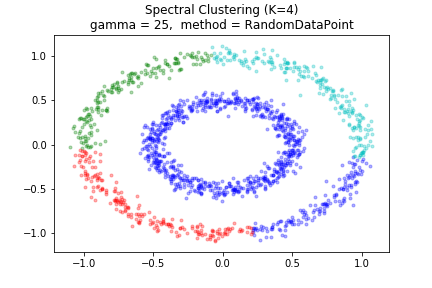 Spectral Clustering (K=4)
gamma = 25,  method = RandomDataPoint
1.0
0.5
0.0
−0.5
−1.0
−1.0 −0.5 0.0 0.5 1.0